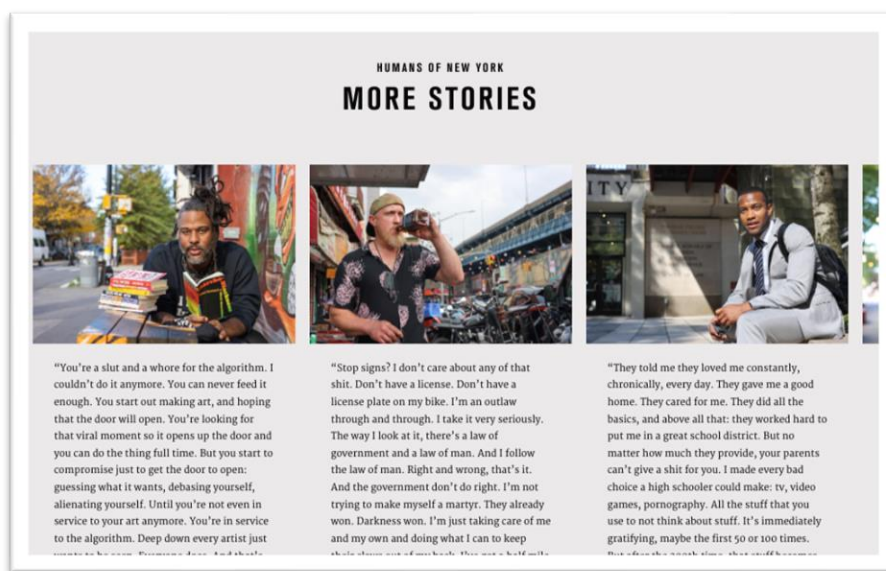 HUMANS OF NEW YORK
MORE STORIES
ITY
“You’re a slut and a whore for the algorithm. I
couldn’t do it anymore. You can never feed it
enough. You start out making art, and hoping
that the door will open. You’re looking for
that viral moment so it opens up the door and
you can do the thing full time. But you start to
compromise just to get the door to open:
guessing what it wants, debasing yourself,
alienating yourself. Until you’re not even in
service to your art anymore. You’re in service
to the algorithm. Deep down every artist just
“Stop signs? I don’t care about any of that
shit. Don’t have a license. Don’t have a
license plate on my bike. I’m an outlaw
through and through. I take it very seriously.
The way I look at it, there’s a law of
government and a law of man. And I follow
the law of man. Right and wrong, that’s it.
And the government don’t do right. I’m not
trying to make myself a martyr. They already
won. Darkness won. I’m just taking care of me
and my own and doing what I can to keep
“They told me they loved me constantly,
chronically, every day. They gave me a good
home. They cared for me. They did all the
basics, and above all that: they worked hard to
put me in a great school district. But no
matter how much they provide, your parents
can’t give a shit for you. I made every bad
choice a high schooler could make: tv, video
games, pornography. All the stuff that you
use to not think about stuff. It’s immediately
gratifying, maybe the first 50 or 100 times.